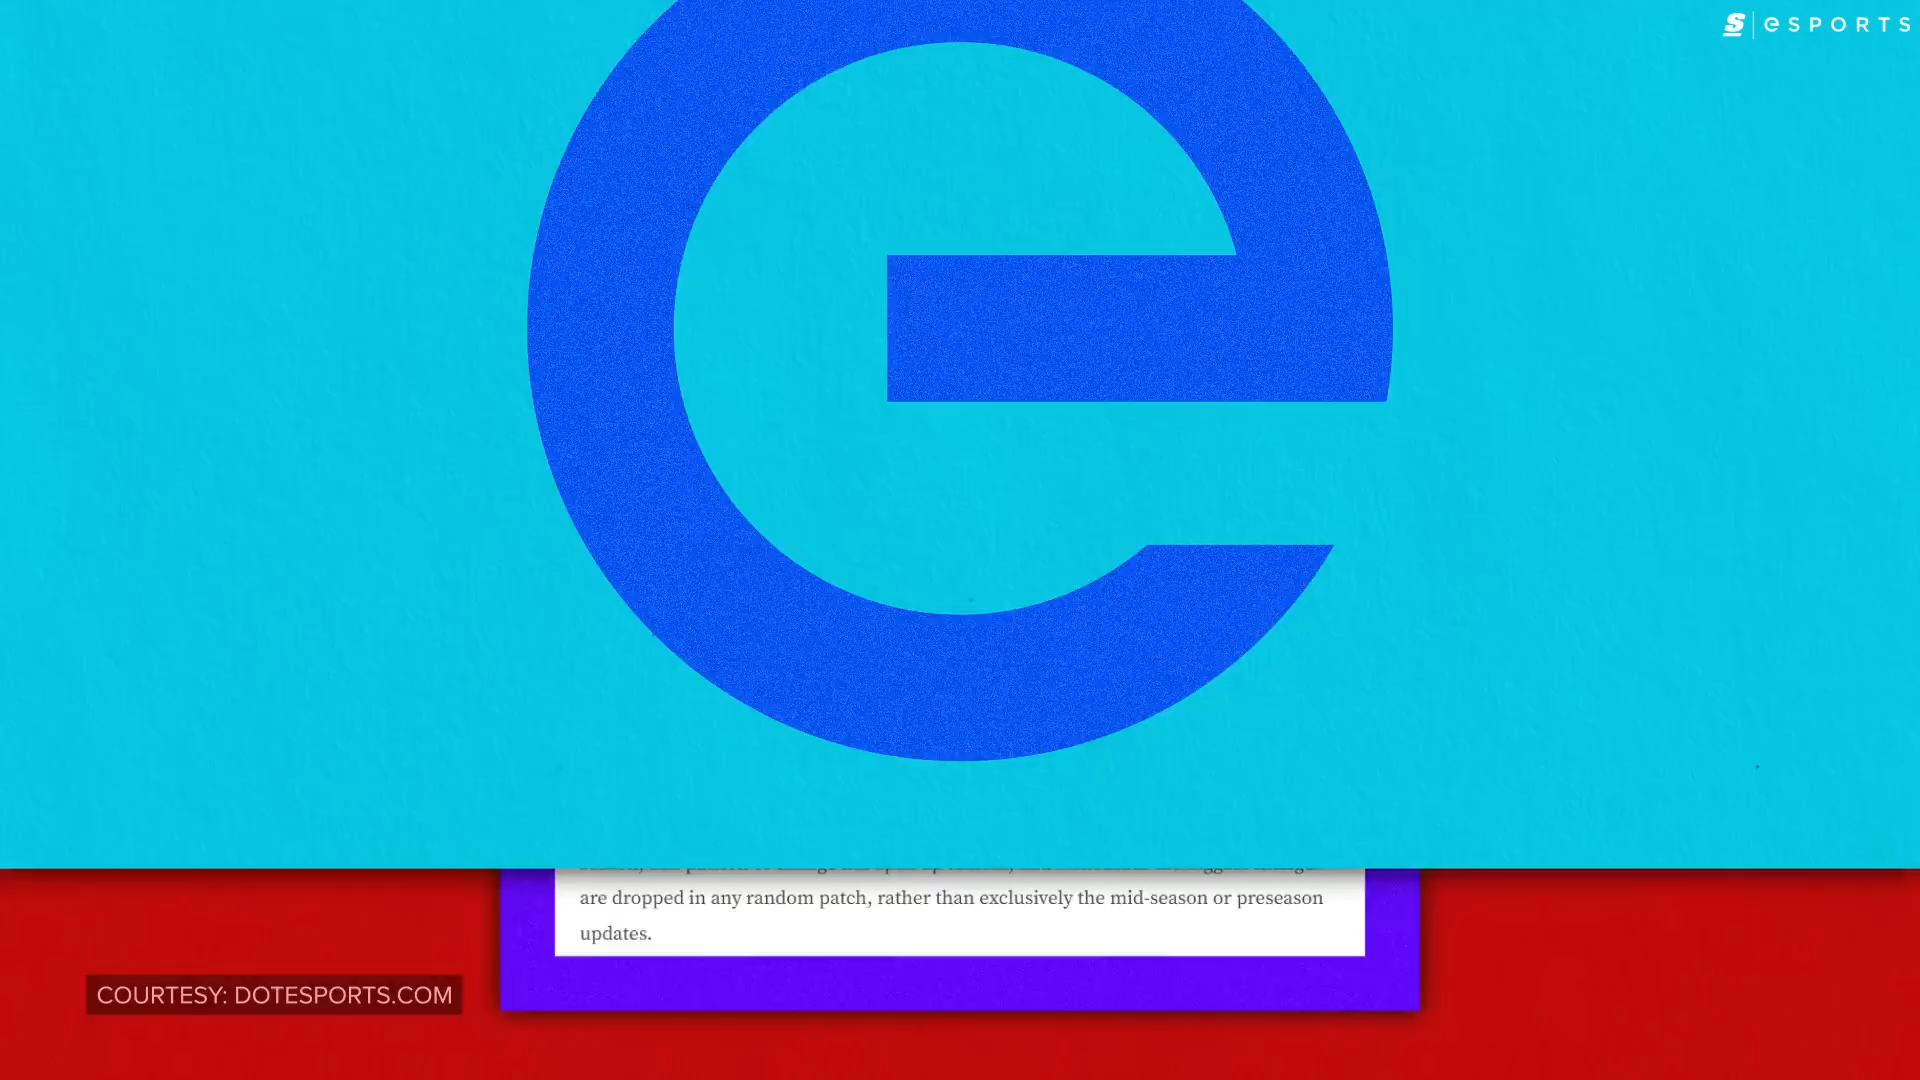 eSPORTS
e
are dropped in any random patch, rather than exclusively the mid-season or preseason
updates.
COURTESY: DOTESPORTS.COM